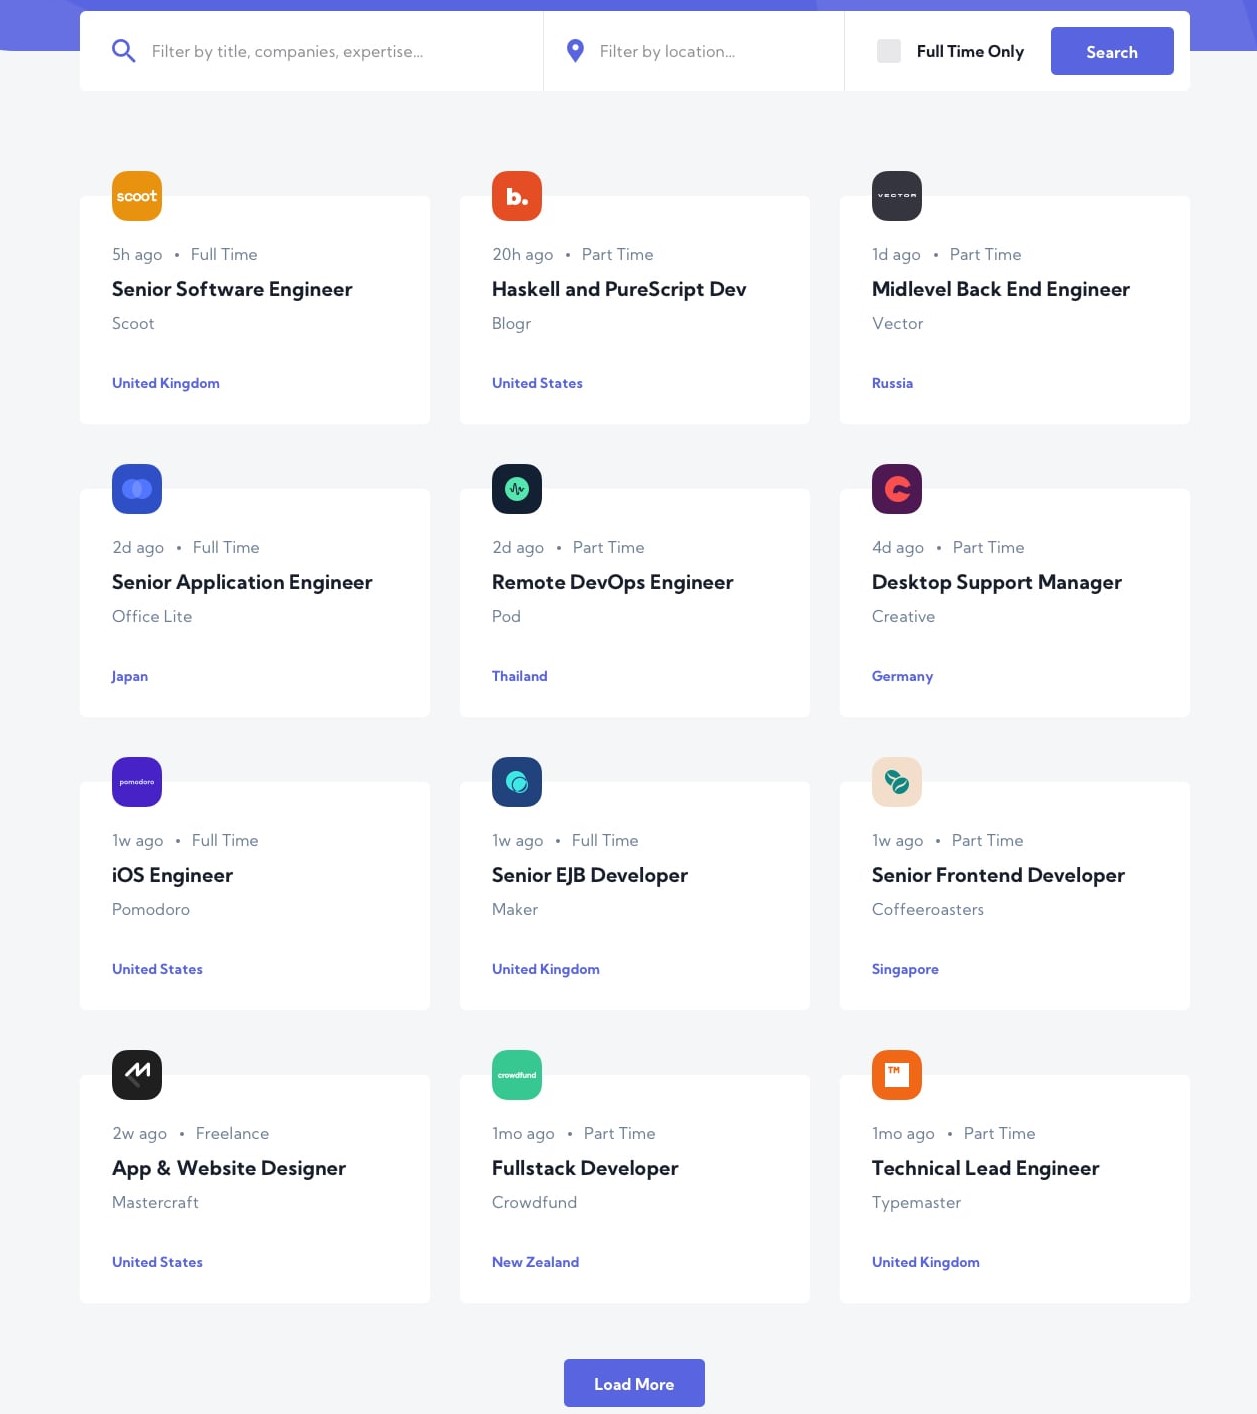 Filter by title, companies, expertise...
Filter by location...
Full Time Only
Search
scoot
5h ago • Full Time
Senior Software Engineer
Scoot
United Kingdom
b.
20h ago • Part Time
Haskell and PureScript Dev
Blogr
United States
VECTOR
1d ago • Part Time
Midlevel Back End Engineer
Vector
Russia
2d ago • Full Time
Senior Application Engineer
Office Lite
Japan
2d ago • Part Time
Remote DevOps Engineer
Pod
Thailand
4d ago • Part Time
Desktop Support Manager
Creative
Germany
pomodoro
1w ago • Full Time
iOS Engineer
Pomodoro
United States
1w ago • Full Time
Senior EJB Developer
Maker
United Kingdom
1w ago • Part Time
Senior Frontend Developer
Coffeeroasters
Singapore
2w ago • Freelance
App & Website Designer
Mastercraft
United States
crowdfund
1mo ago • Part Time
Fullstack Developer
Crowdfund
New Zealand
TM
1mo ago • Part Time
Technical Lead Engineer
Typemaster
United Kingdom
Load More